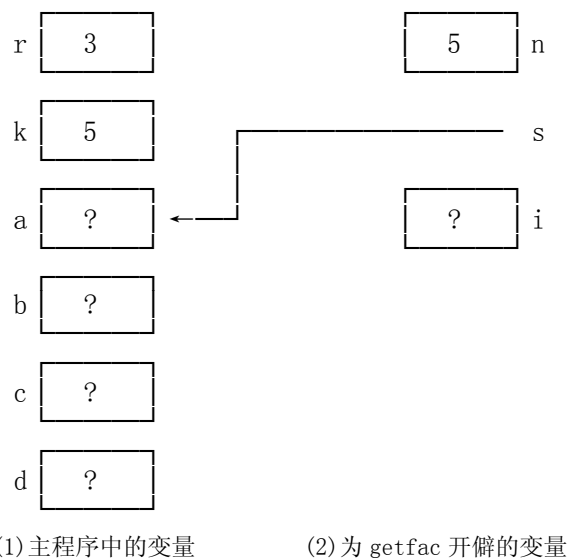 r 3 5 n
k 5 s
a ? ? i
b ?
c ?
d ?
(1)主程序中的变量 (2)为 getfac 开僻的变量